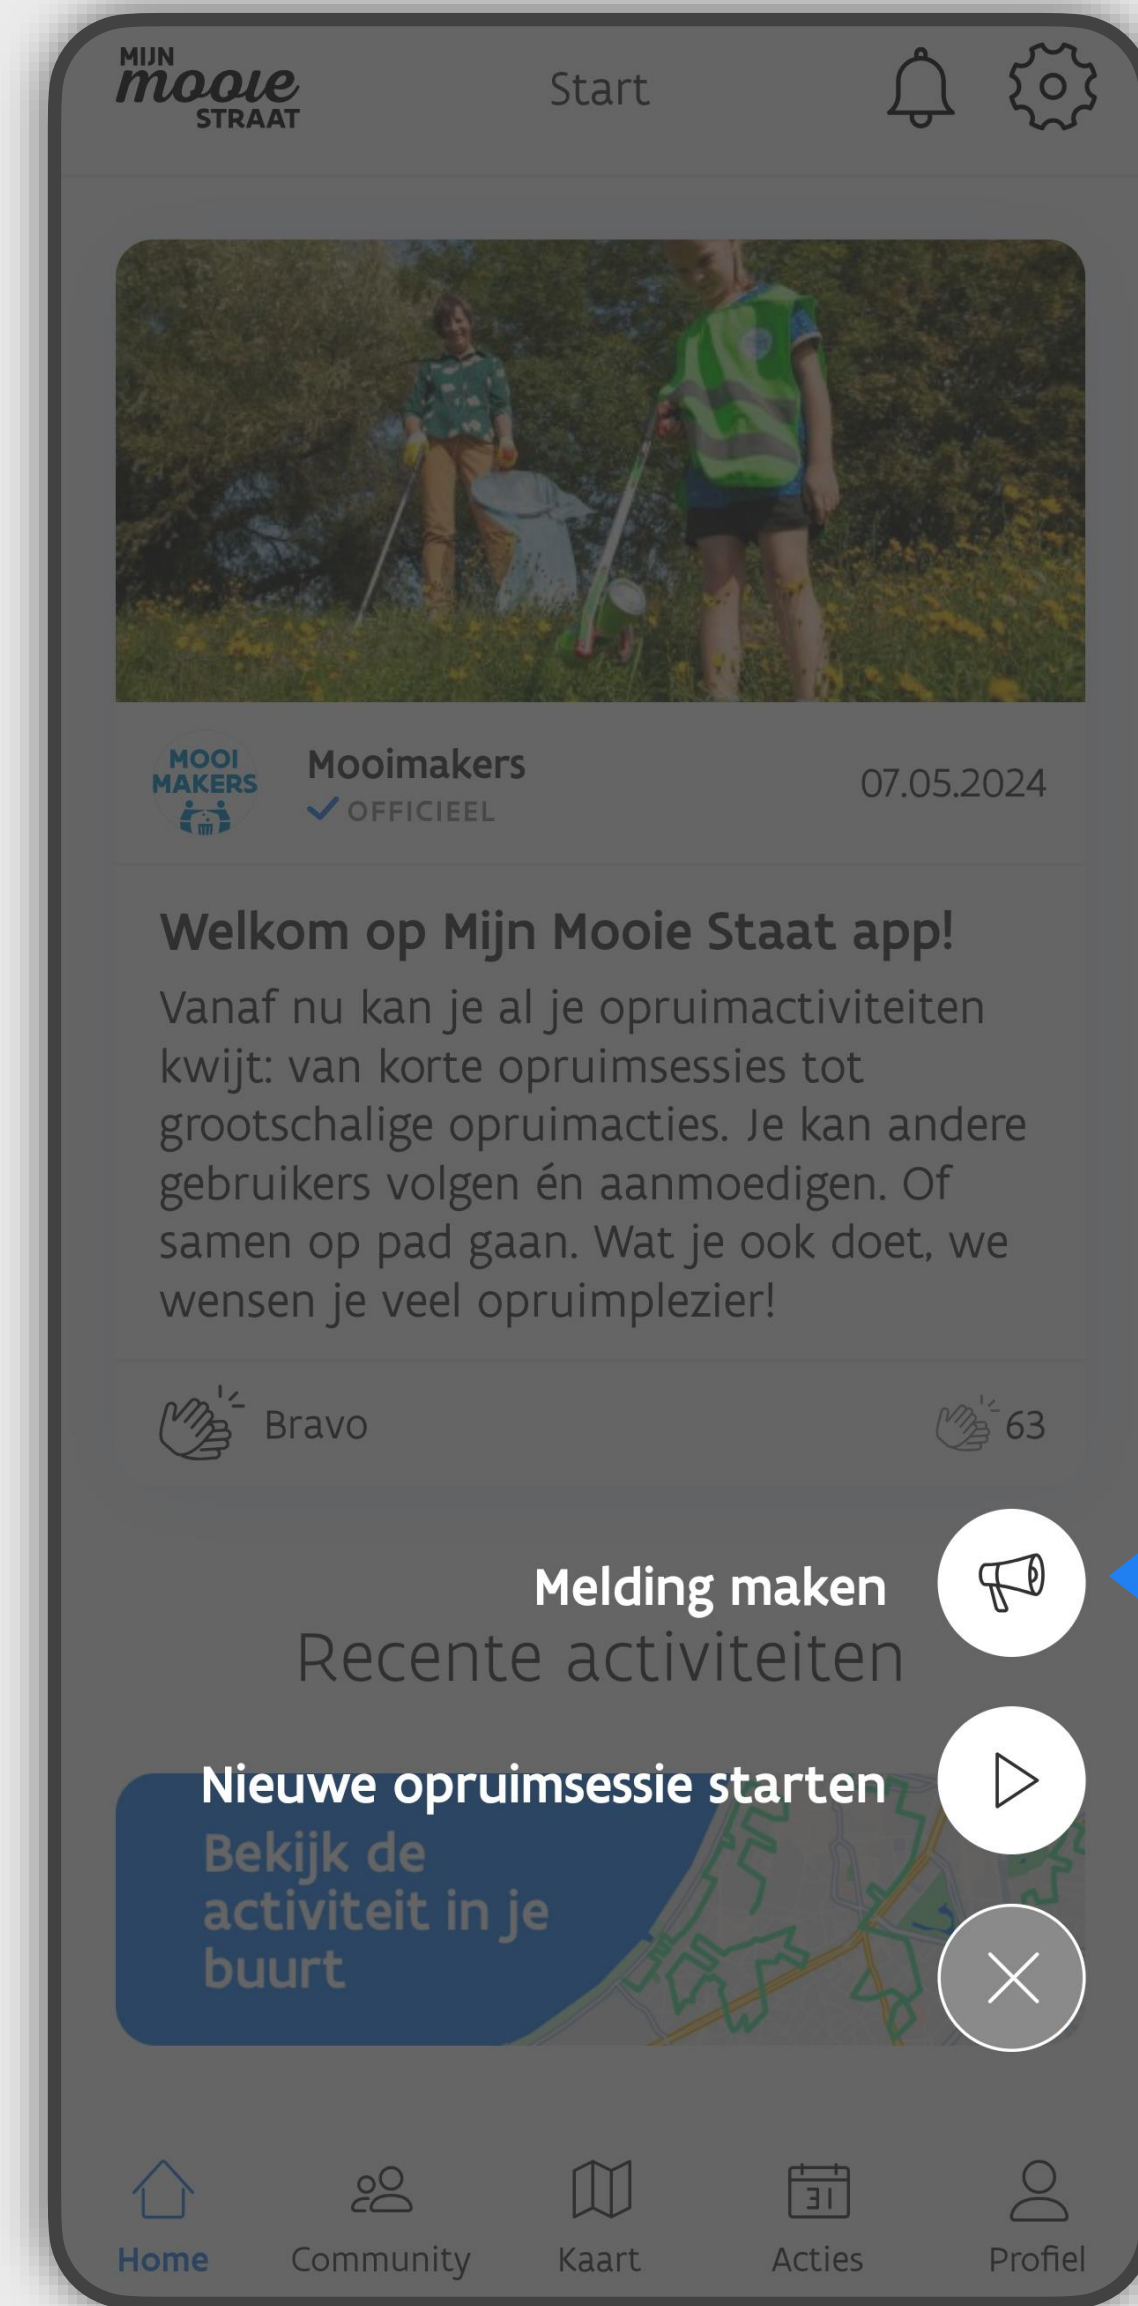 MIJN
mooie
STRAAT
Start
MOOI
MAKERS
Mooimakers
OFFICIEEL
07.05.2024
Welkom op Mijn Mooie Staat app!
Vanaf nu kan je al je opruimactiviteiten
kwijt: van korte opruimsessies tot
grootschalige opruimacties. Je kan andere
gebruikers volgen én aanmoedigen. Of
samen op pad gaan. Wat je ook doet, we
wensen je veel opruimplezier!
Bravo
63
Melding maken
Recente activiteiten
Nieuwe opruimsessie starten
Bekijk de
activiteit in je
buurt
31
Home
Community
Kaart
Acties
Profiel